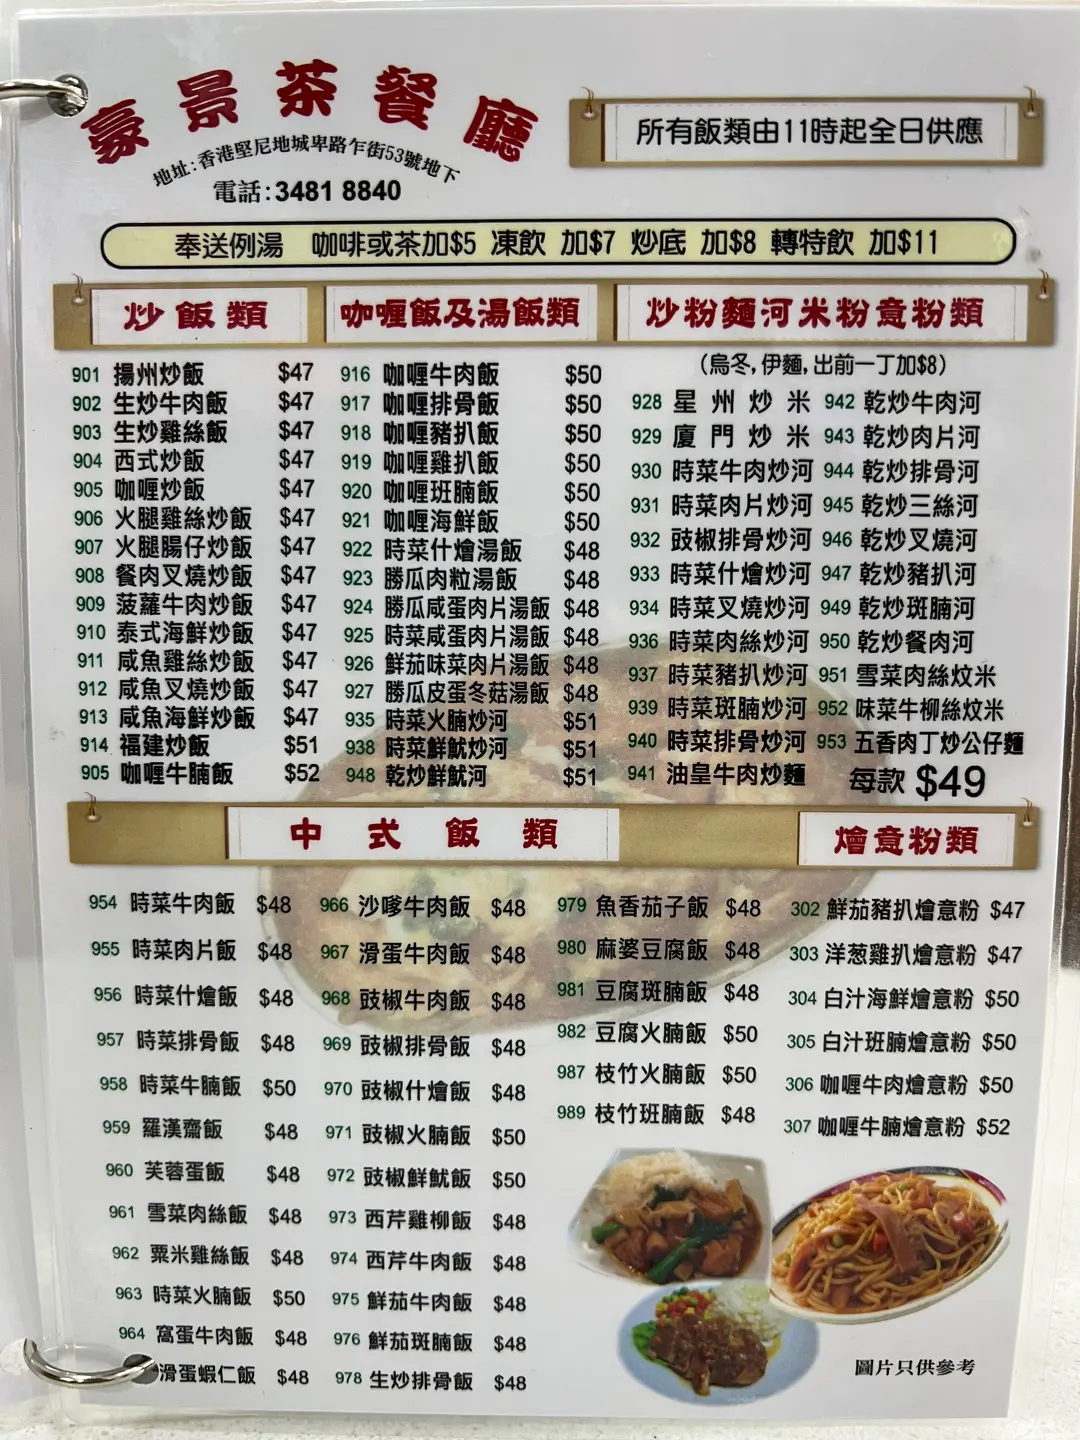 豪景茶餐廳
地址:香港堅尼地城卑路乍街53號地下
電話:3481 8840
所有飯類由11時起全日供應
奉送例湯 咖啡或茶加$5 凍飲 加$7 炒底 加$8 轉特飲 加$11
炒飯類
901 揚州炒飯 $47
902 生炒牛肉飯 $47
903 生炒雞絲飯 $47
904 西式炒飯 $47
905 咖喱炒飯 $47
906 火腿雞絲炒飯 $47
907 火腿腸仔炒飯 $47
908 餐肉叉燒炒飯 $47
909 菠蘿牛肉炒飯 $47
910 泰式海鮮炒飯 $47
911 咸魚雞絲炒飯 $47
912 咸魚叉燒炒飯 $47
913 咸魚海鮮炒飯 $47
914 福建炒飯 $51
905 咖喱牛腩飯 $52
咖喱飯及湯飯類
916 咖喱牛肉飯 $50
917 咖喱排骨飯 $50
918 咖喱豬扒飯 $50
919 咖喱雞扒飯 $50
920 咖喱班腩飯 $50
921 咖喱海鮮飯 $50
922 時菜什燴湯飯 $48
923 勝瓜肉粒湯飯 $48
924 勝瓜咸蛋肉片湯飯 $48
925 時菜咸蛋肉片湯飯 $48
926 鮮茄味菜肉片湯飯 $48
927 勝瓜皮蛋冬菇湯飯 $48
935 時菜火腩炒河 $51
938 時菜鮮魷炒河 $51
948 乾炒鮮魷河 $51
炒粉麵河米粉意粉類
(烏冬,伊麵,出前一丁加$8)
928 星州炒米
929 廈門炒米
930 時菜牛肉炒河
931 時菜肉片炒河
932 豉椒排骨炒河
933 時菜什燴炒河
934 時菜叉燒炒河
936 時菜肉絲炒河
937 時菜豬扒炒河
939 時菜斑腩炒河
940 時菜排骨炒河
941 油皇牛肉炒麵
942 乾炒牛肉河
943 乾炒肉片河
944 乾炒排骨河
945 乾炒三絲河
946 乾炒叉燒河
947 乾炒豬扒河
949 乾炒斑腩河
950 乾炒餐肉河
951 雪菜肉絲炆米
952 味菜牛柳絲炆米
953 五香肉丁炒公仔麵
每款 $49
中式飯類
954 時菜牛肉飯 $48
955 時菜肉片飯 $48
956 時菜什燴飯 $48
957 時菜排骨飯 $48
958 時菜牛腩飯 $50
959 羅漢齋飯 $48
960 芙蓉蛋飯 $48
961 雪菜肉絲飯 $48
962 粟米雞絲飯 $48
963 時菜火腩飯 $50
964 窩蛋牛肉飯 $48
滑蛋蝦仁飯 $48
966 沙嗲牛肉飯 $48
967 滑蛋牛肉飯 $48
968 豉椒牛肉飯 $48
969 豉椒排骨飯 $48
970 豉椒什燴飯 $48
971 豉椒火腩飯 $50
972 豉椒鮮魷飯 $50
973 西芹雞柳飯 $48
974 西芹牛肉飯 $48
975 鮮茄牛肉飯 $48
976 鮮茄斑腩飯 $48
978 生炒排骨飯 $48
979 魚香茄子飯 $48
980 麻婆豆腐飯 $48
981 豆腐斑腩飯 $48
982 豆腐火腩飯 $50
987 枝竹火腩飯 $50
989 枝竹班腩飯 $48
燴意粉類
302 鮮茄豬扒燴意粉 $47
303 洋葱雞扒燴意粉 $47
304 白汁海鮮燴意粉 $50
305 白汁班腩燴意粉 $50
306 咖喱牛肉燴意粉 $50
307 咖喱牛腩燴意粉 $52
圖片只供參考